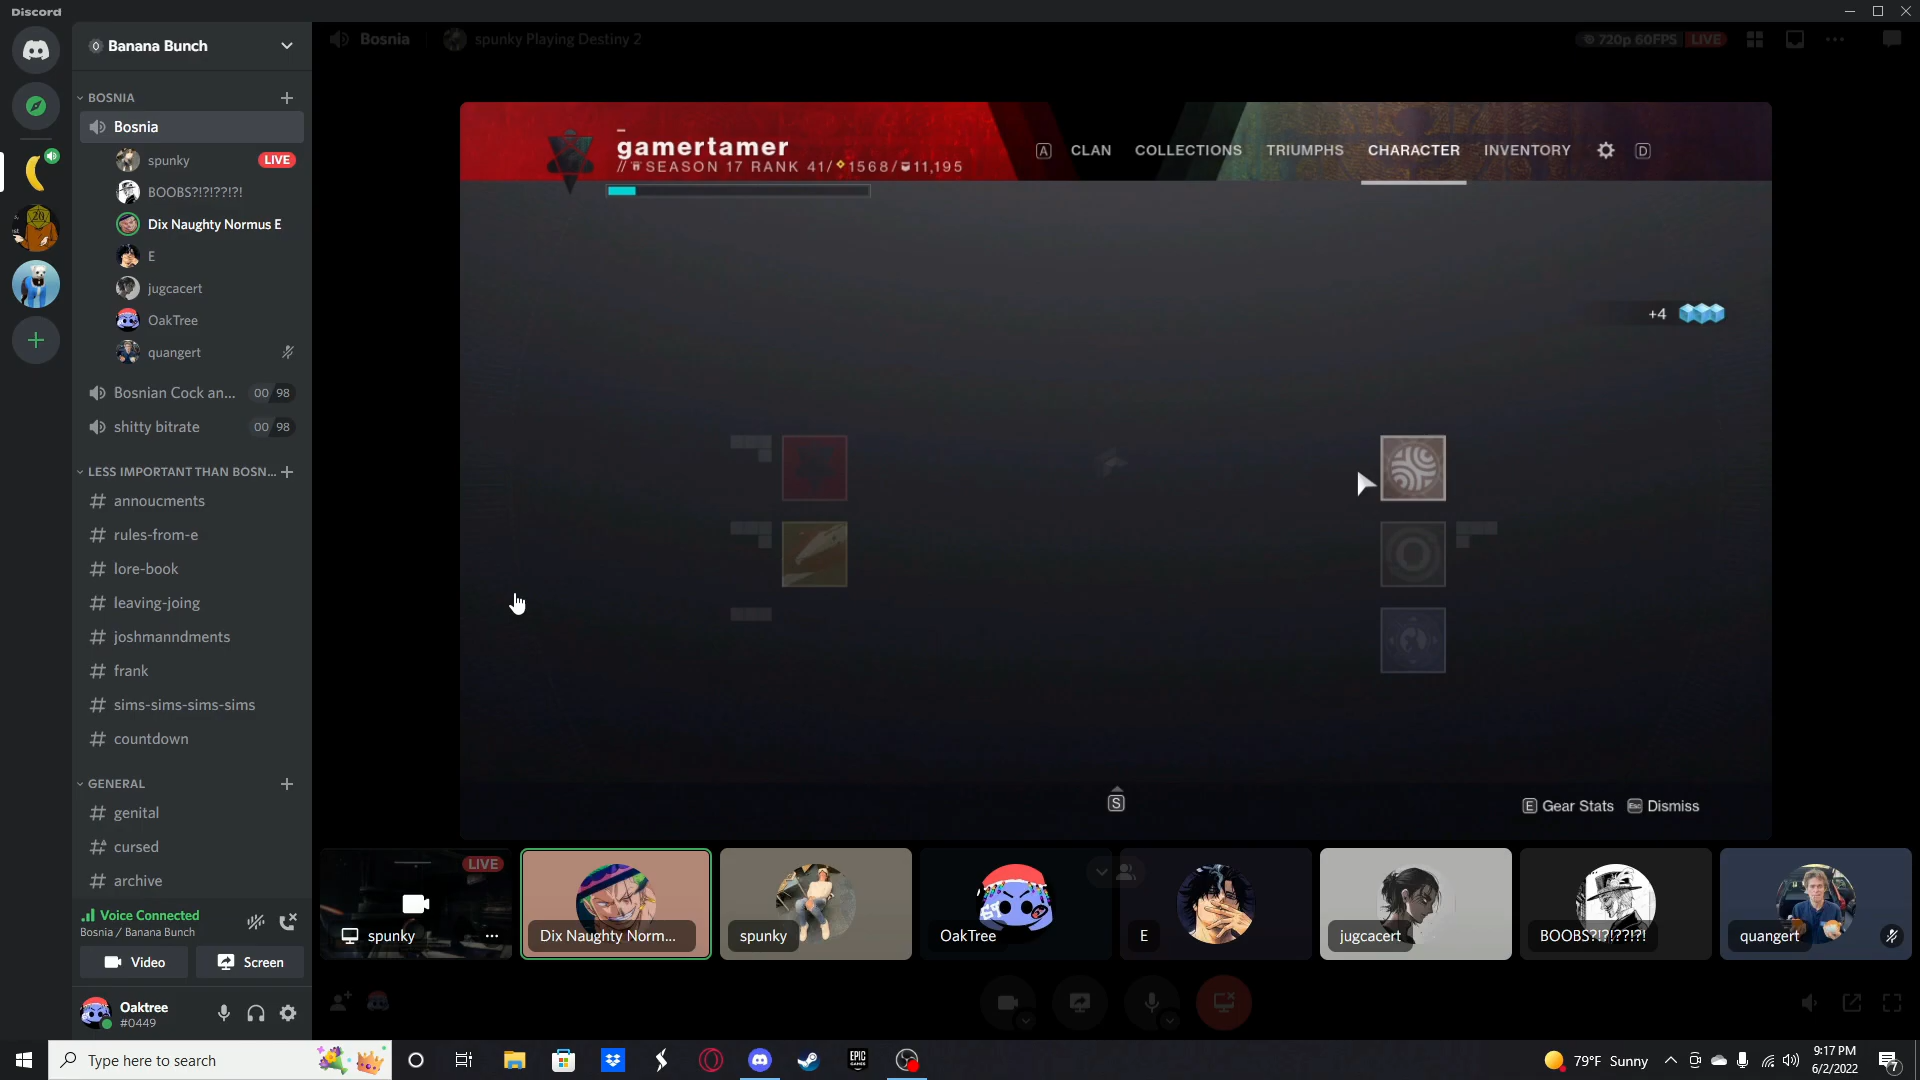 Discord
Banana Bunch
BOSNIA
Bosnia
spunky LIVE
BOOBS?!?!??!?!
Dix Naughty Normus E
E
jugcacert
OakTree
quangert
Bosnian Cock an... 00 98
shitty bitrate 00 98
LESS IMPORTANT THAN BOSN...
annoucments
rules-from-e
lore-book
leaving-joing
joshmanndments
frank
sims-sims-sims-sims
countdown
GENERAL
genital
cursed
archive
Voice Connected
Bosnia / Banana Bunch
Video Screen
Oaktree
#0449
Bosnia spunky Playing Destiny 2 720p 60FPS LIVE
gamertamer
// SEASON 17 RANK 41/1568/11,195
A CLAN COLLECTIONS TRIUMPHS CHARACTER INVENTORY D
+4
S
E Gear Stats Esc Dismiss
LIVE
spunky
Dix Naughty Norm...
spunky
OakTree
E
jugcacert
BOOBS?!?!??!?!
quangert
Type here to search
EPIC GAMES
79°F Sunny
9:17 PM
6/2/2022
7